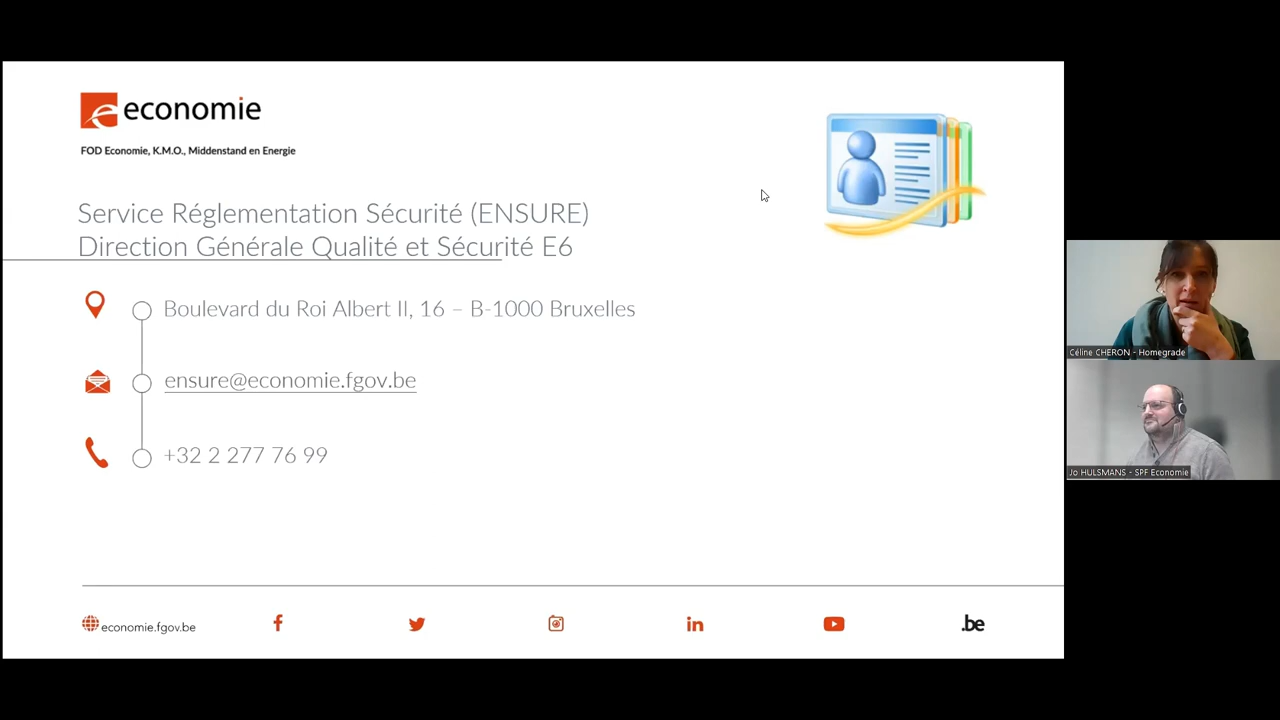 economie
FOD Economie, K.M.O., Middenstand en Energie
Service Réglementation Sécurité (ENSURE)
Direction Générale Qualité et Sécurité E6
Boulevard du Roi Albert II, 16 – B-1000 Bruxelles
ensure@economie.fgov.be
+32 2 277 76 99
economie.fgov.be
.be
Céline CHERON - Homegrade
Jo HULSMANS - SPF Economie